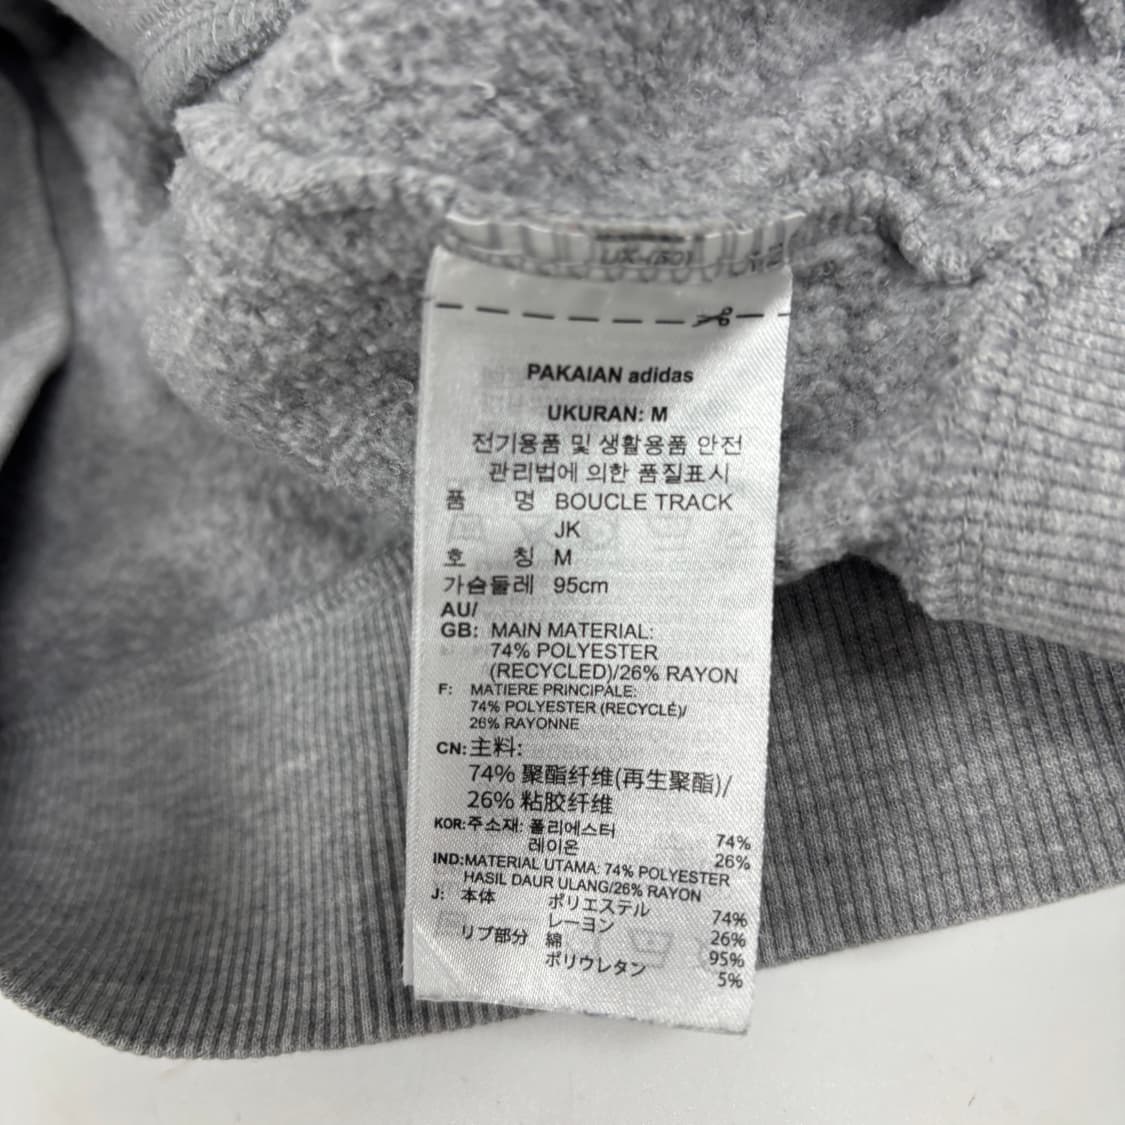 PAKAIAN adidas
UKURAN: M
전기용품 및 생활용품 안전
관리법에 의한 품질표시
품 명 BOUCLE TRACK
JK
호 칭 M
가슴둘레 95cm
AU/
GB: MAIN MATERIAL:
74% POLYESTER
(RECYCLED)/26% RAYON
F: MATIERE PRINCIPALE:
74% POLYESTER (RECYCLÉ)/
26% RAYONNE
CN: 主料:
74% 聚酯纤维(再生聚酯)/
26% 粘胶纤维
KOR: 주소재: 폴리에스터 74%
레이온 26%
IND: MATERIAL UTAMA: 74% POLYESTER
HASIL DAUR ULANG/26% RAYON
J: 本体 ポリエステル 74%
レーヨン 26%
リブ部分 綿 95%
ポリウレタン 5%